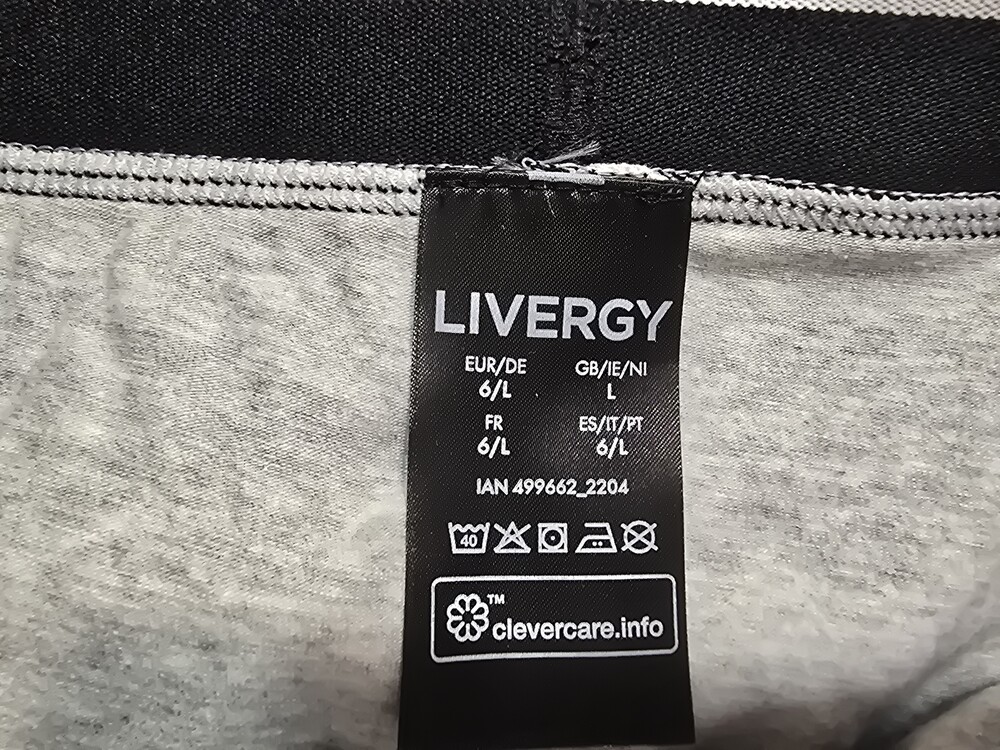 LIVERGY
EUR/DE GB/IE/NI
6/L L
FR ES/IT/PT
6/L 6/L
IAN 499662_2204
40
™
clevercare.info